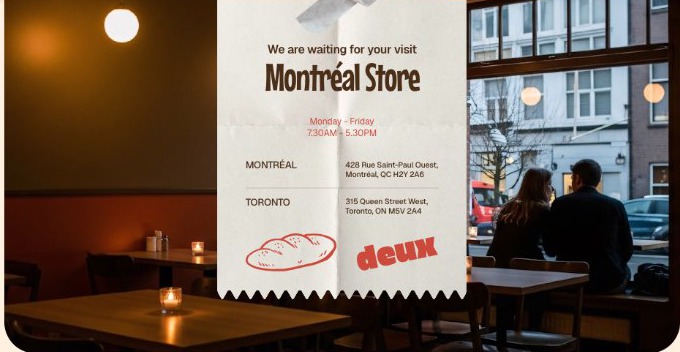 We are waiting for your visit
Montréal Store
Monday - Friday
7.30AM - 5.30PM
MONTRÉAL
428 Rue Saint-Paul Ouest,
Montréal, QC H2Y 2A6
TORONTO
315 Queen Street West,
Toronto, ON M5V 2A4
deux